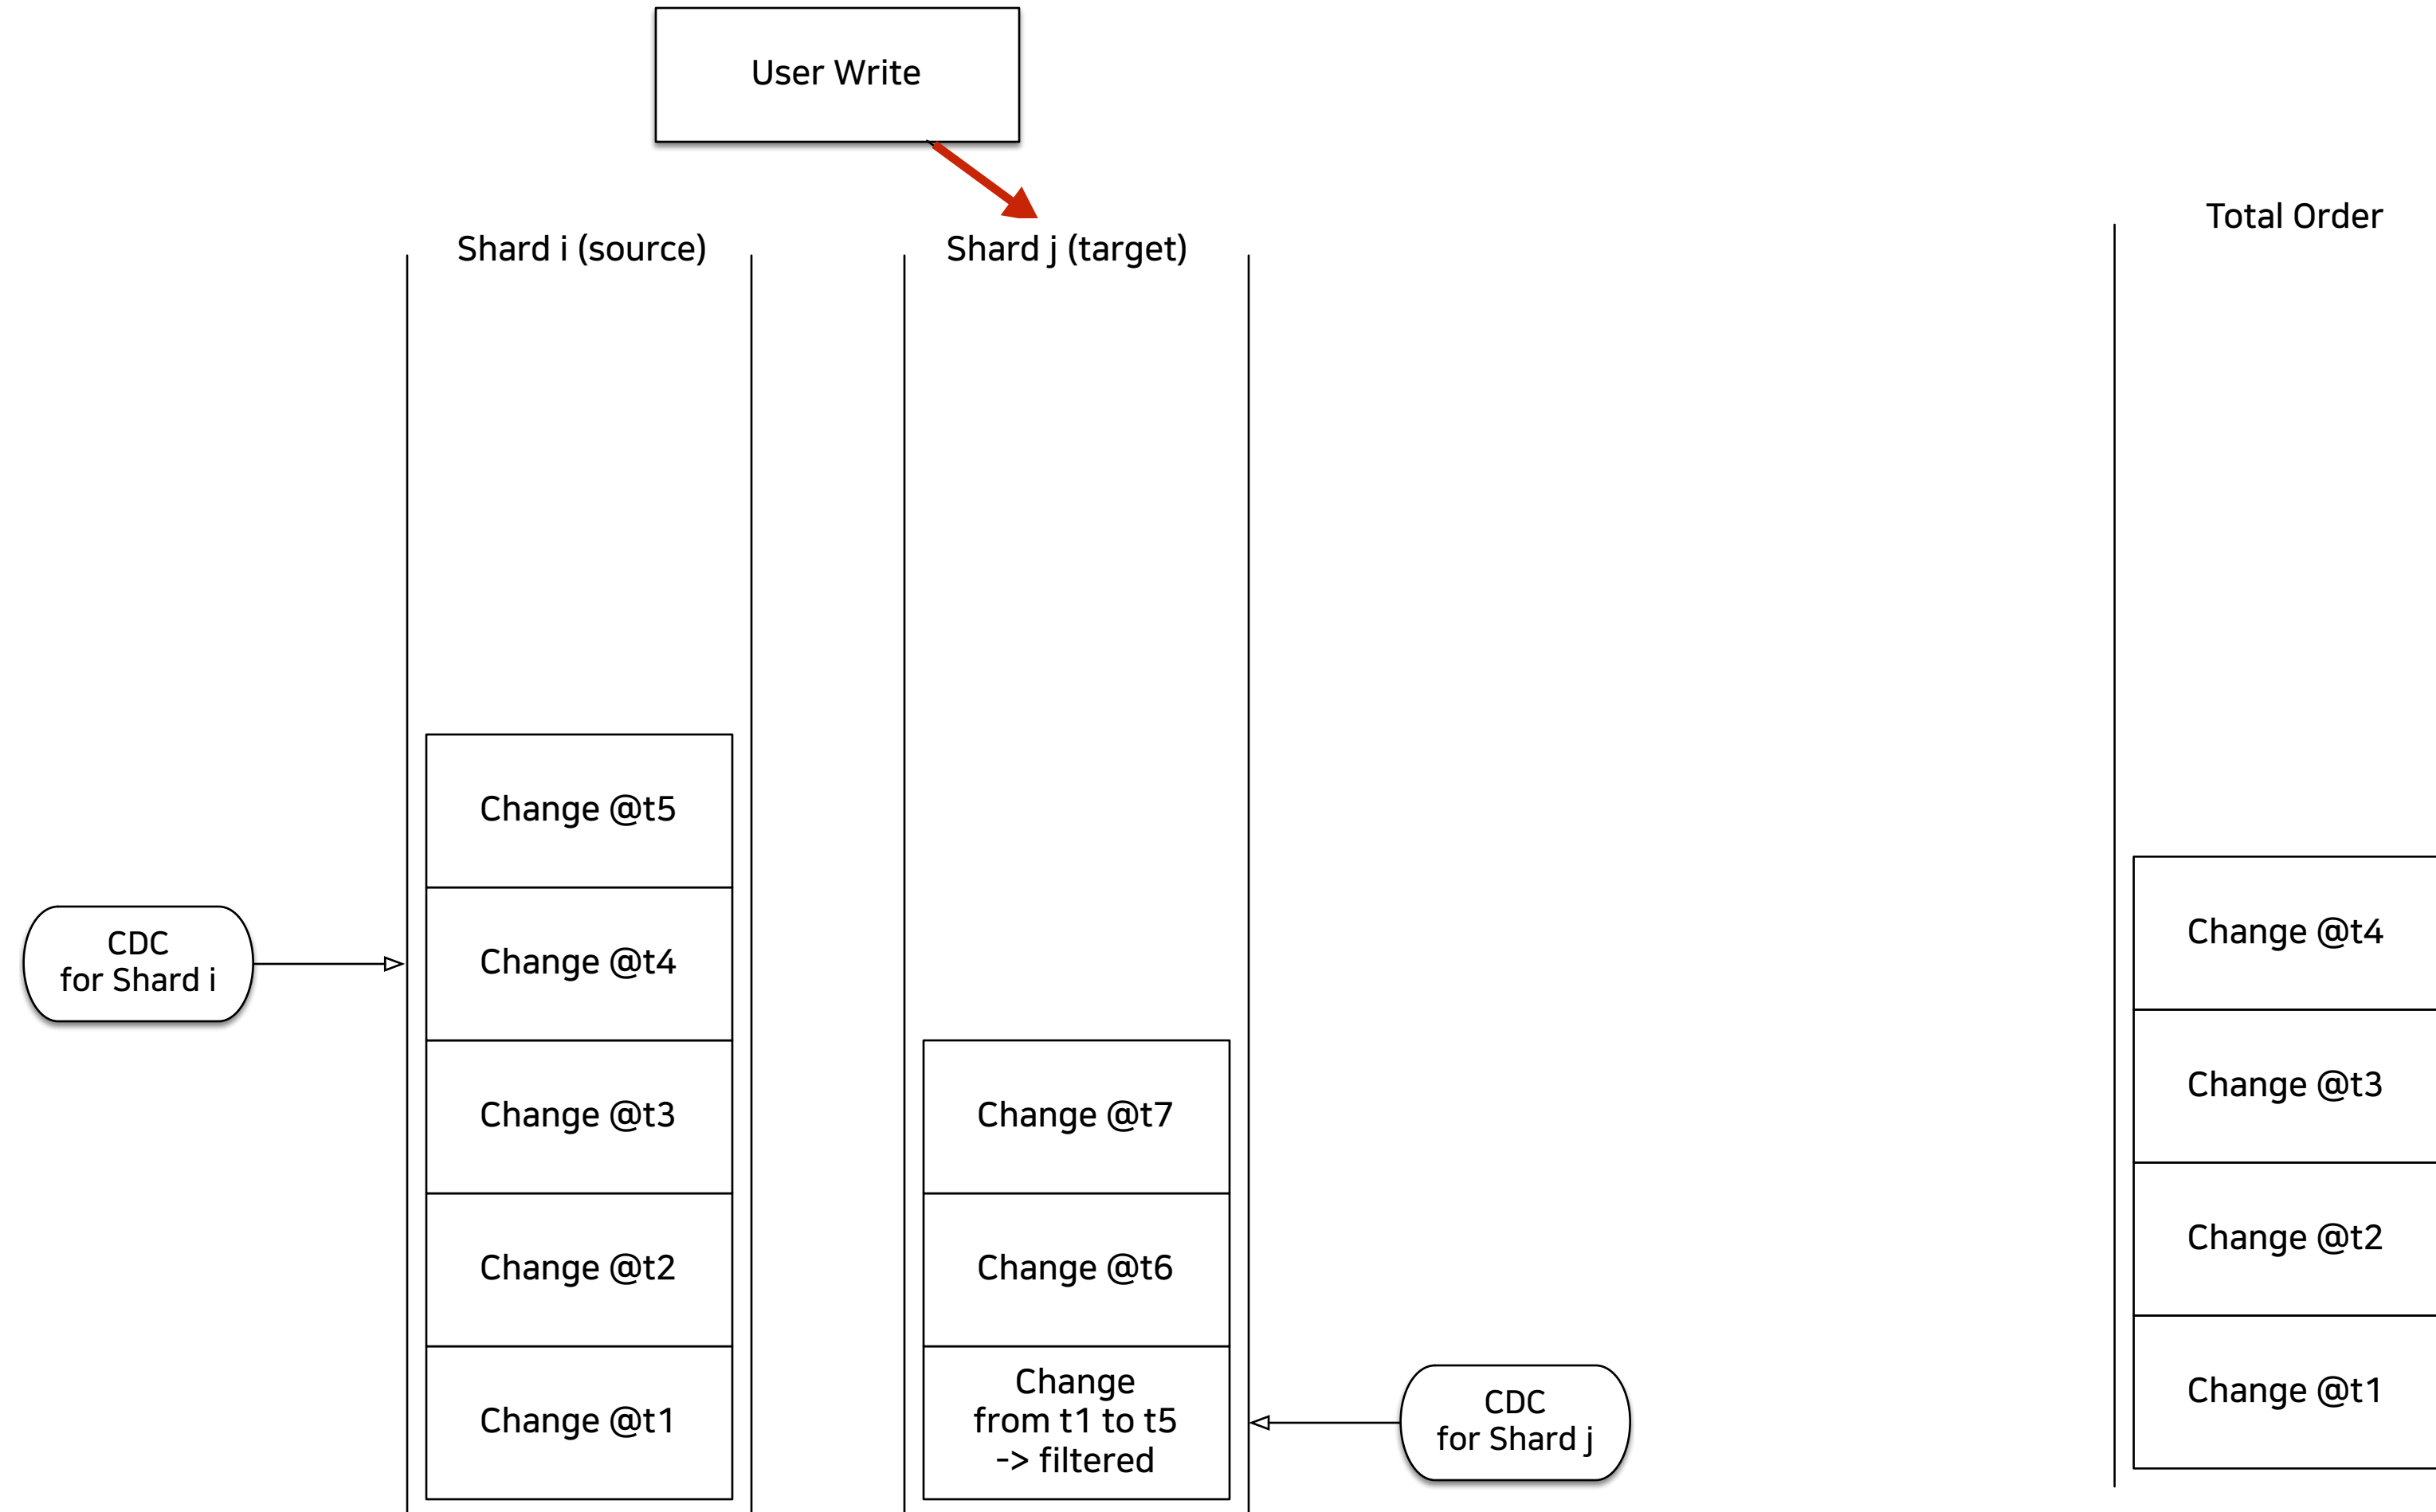 User Write
Shard i (source)
Shard j (target)
Total Order
Change @t5
Change @t4
Change @t3
Change @t2
Change @t1
CDC
for Shard i
Change @t7
Change @t6
Change
from t1 to t5
-> filtered
CDC
for Shard j
Change @t4
Change @t3
Change @t2
Change @t1